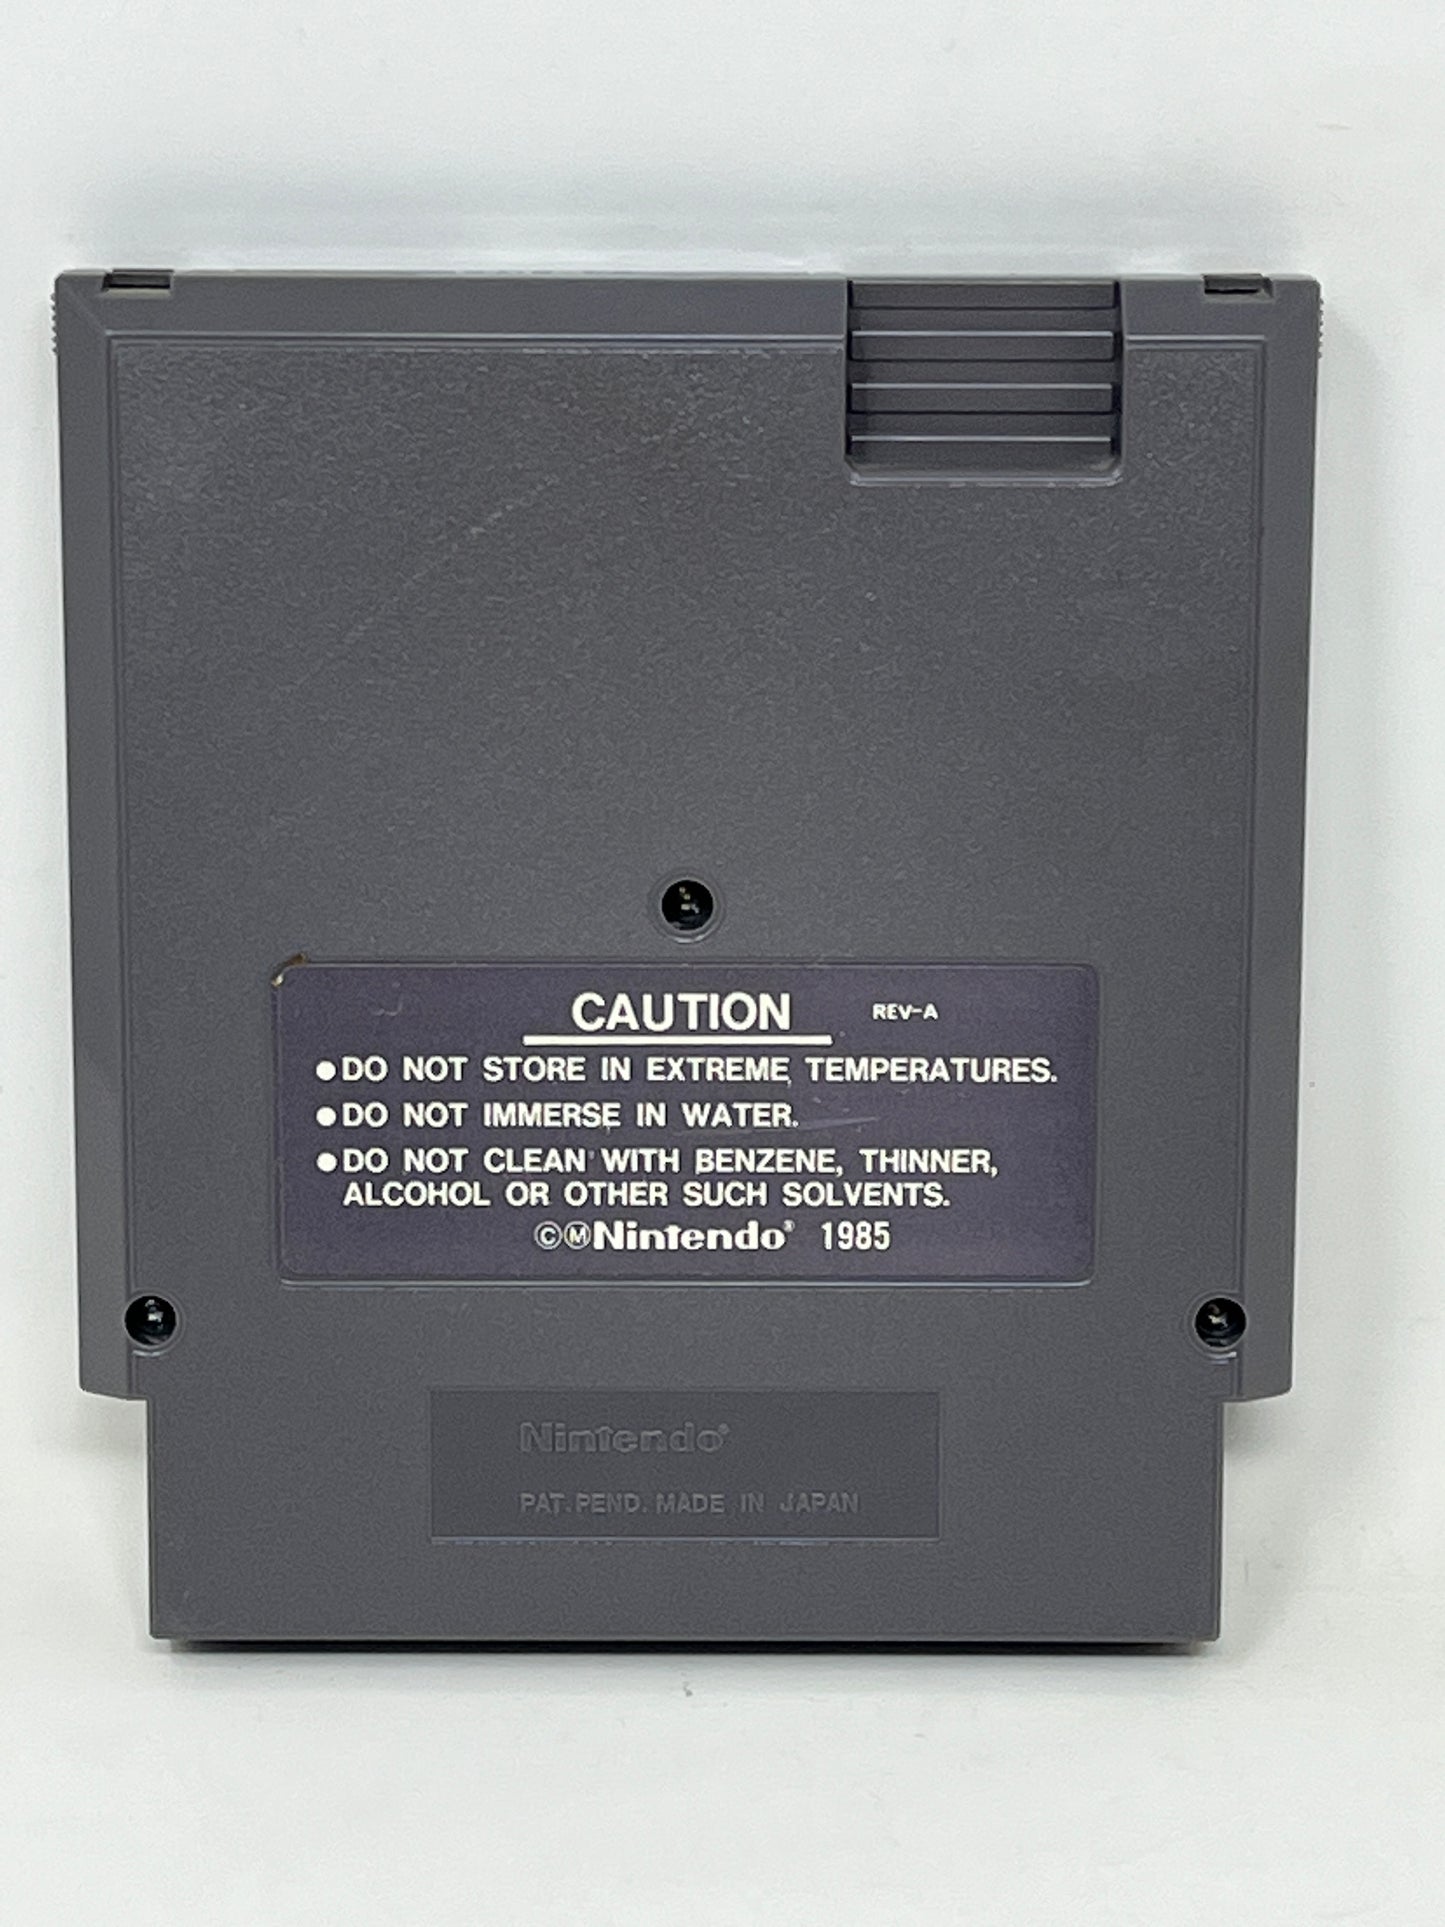 CAUTION REV-A
●DO NOT STORE IN EXTREME TEMPERATURES.
●DO NOT IMMERSE IN WATER.
●DO NOT CLEAN WITH BENZENE, THINNER,
ALCOHOL OR OTHER SUCH SOLVENTS.
©ⓂNintendo® 1985
Nintendo®
PAT. PEND. MADE IN JAPAN